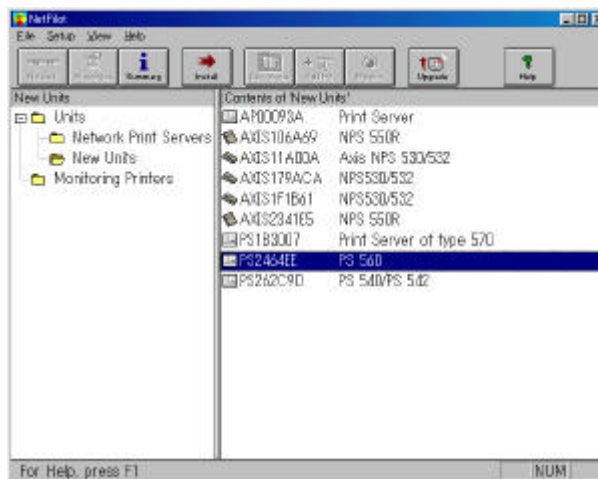 NetPilot
File Setup View Help
Summary Install Upgrade Help
New Units
Contents of 'New Units'
Units
Network Print Servers
New Units
Monitoring Printers
AP00093A Print Server
AXIS106A69 NPS 550R
AXIS11A00A Axis NPS 530/532
AXIS179ACA NPS530/532
AXIS1F1B61 NPS530/532
AXIS2341E5 NPS 550R
PS1B3007 Print Server of type 570
PS2464EE PS 560
PS262C9D PS 540/PS 542
For Help, press F1
NUM